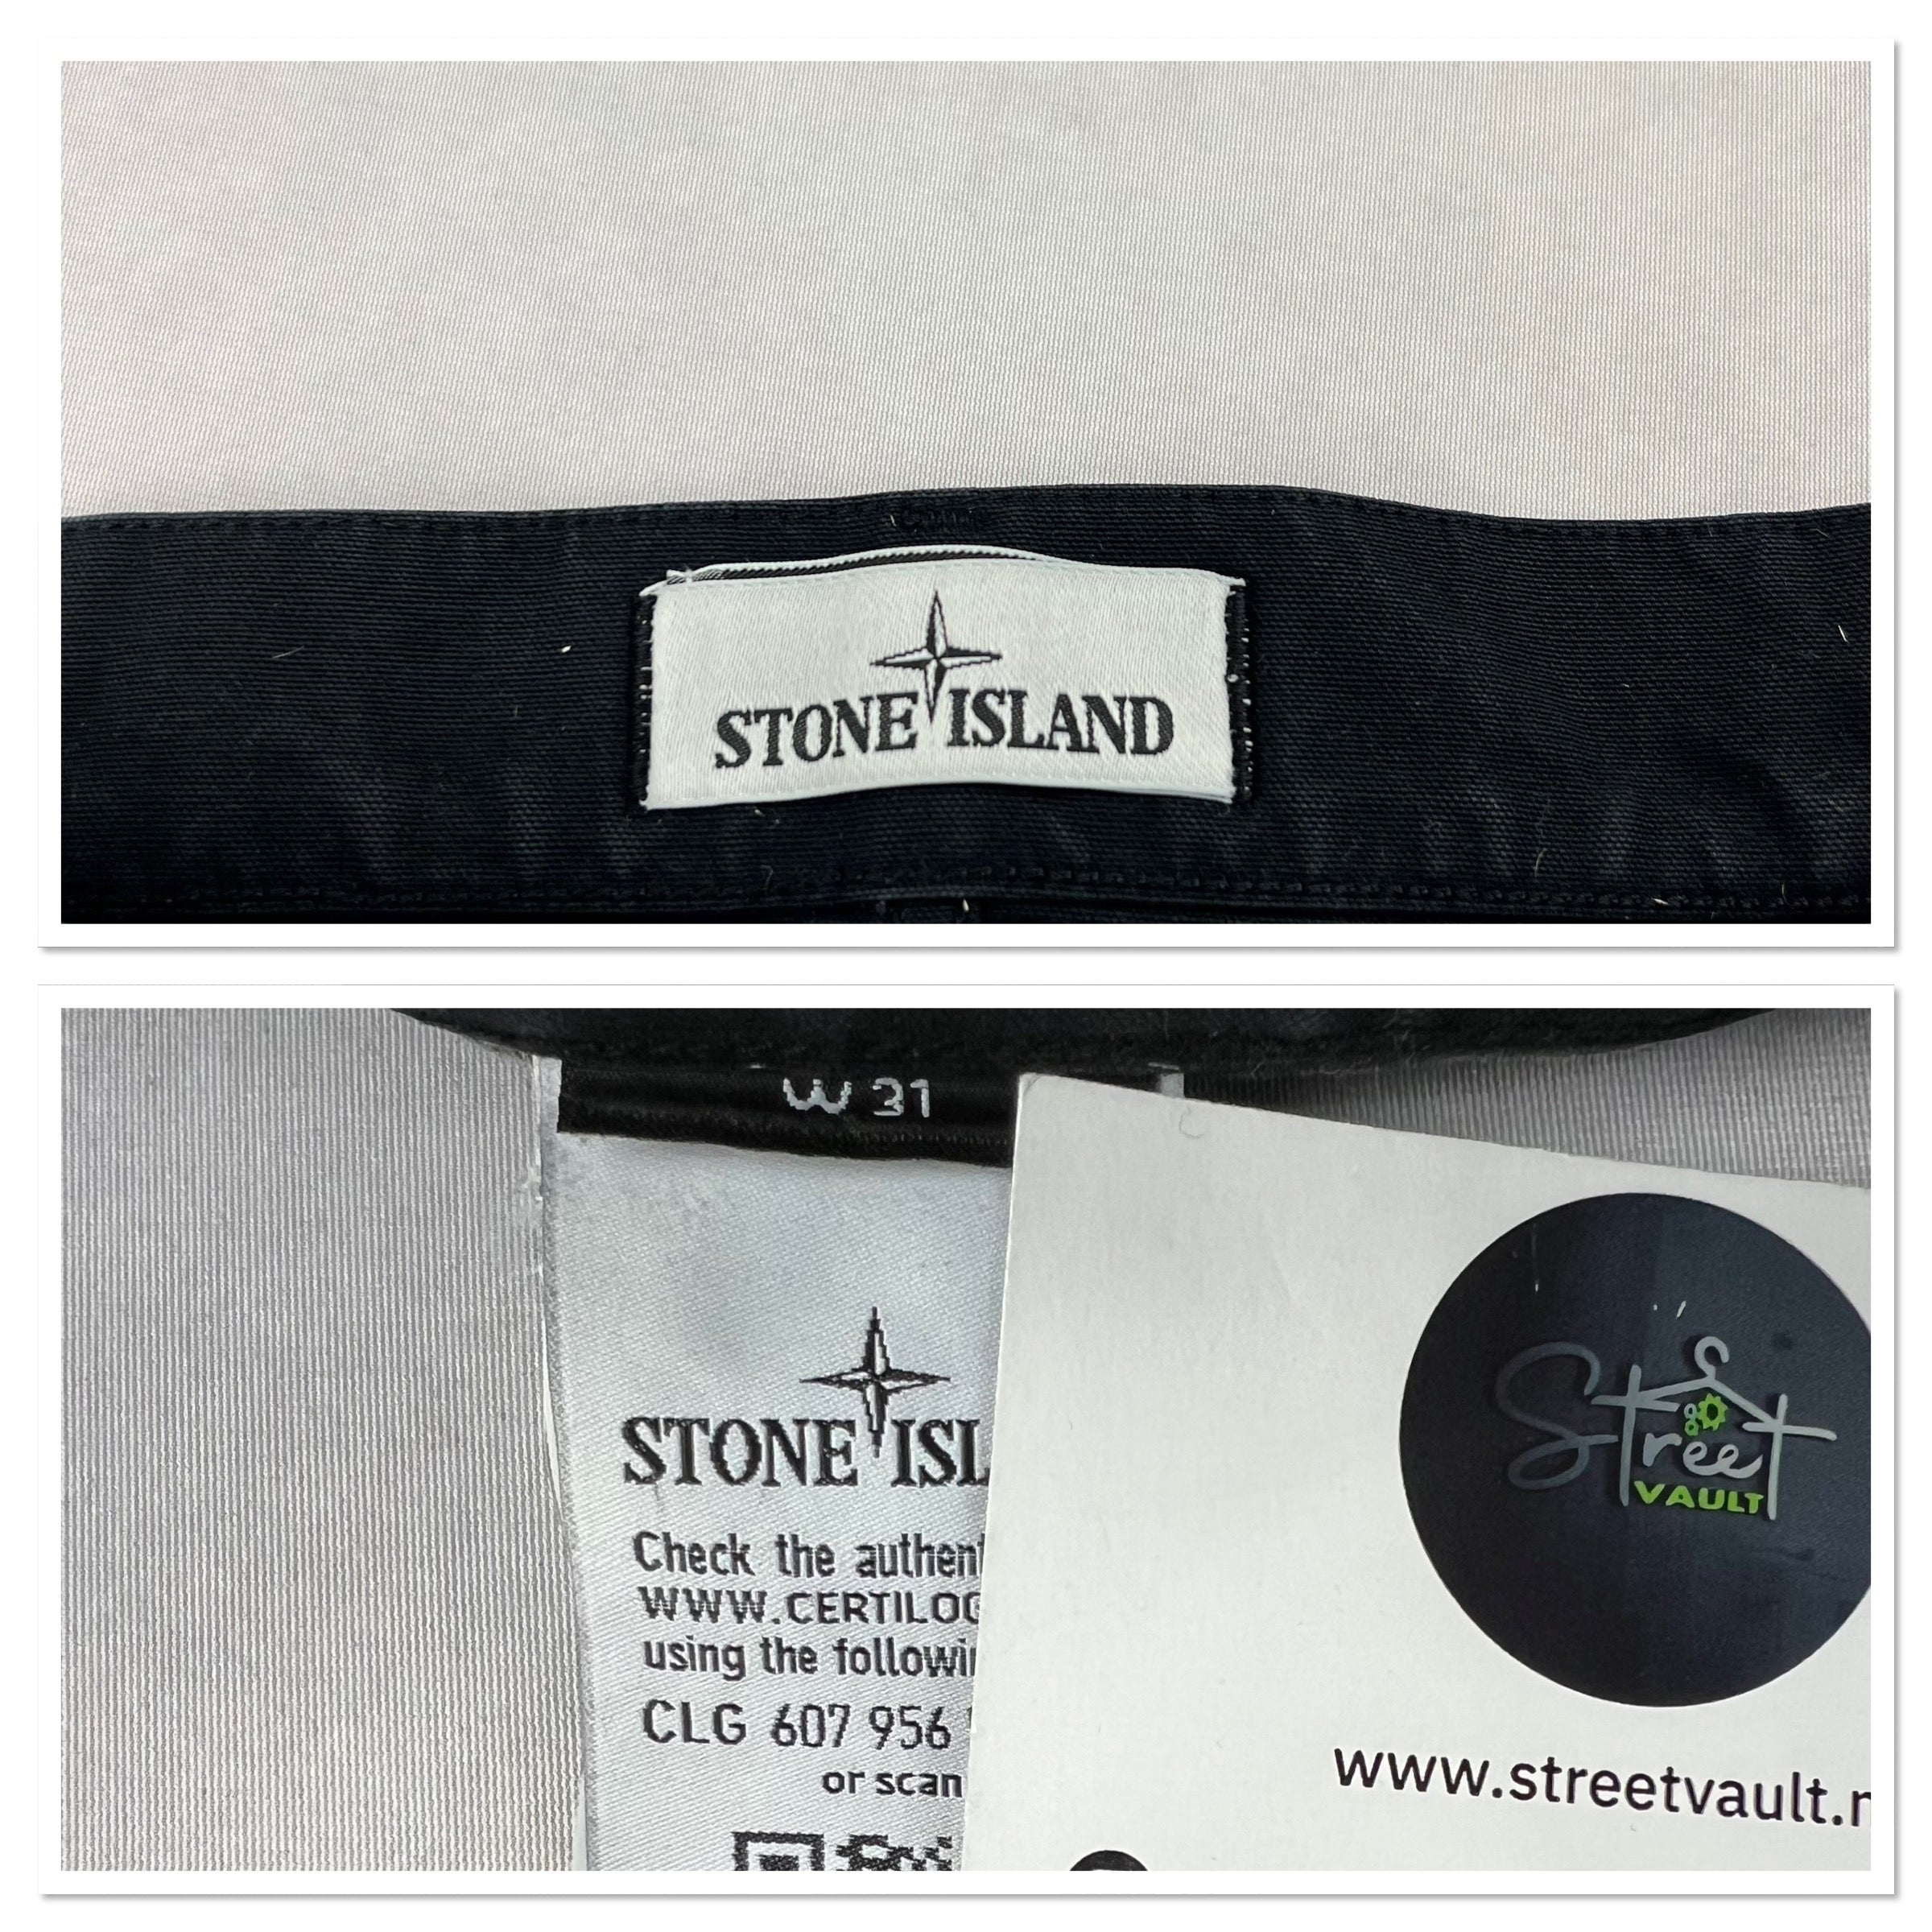 STONE ISLAND
W 31
STONE ISL
Check the authen
WWW.CERTILOG
using the followi
CLG 607 956
or scan
Street
VAULT
www.streetvault.n